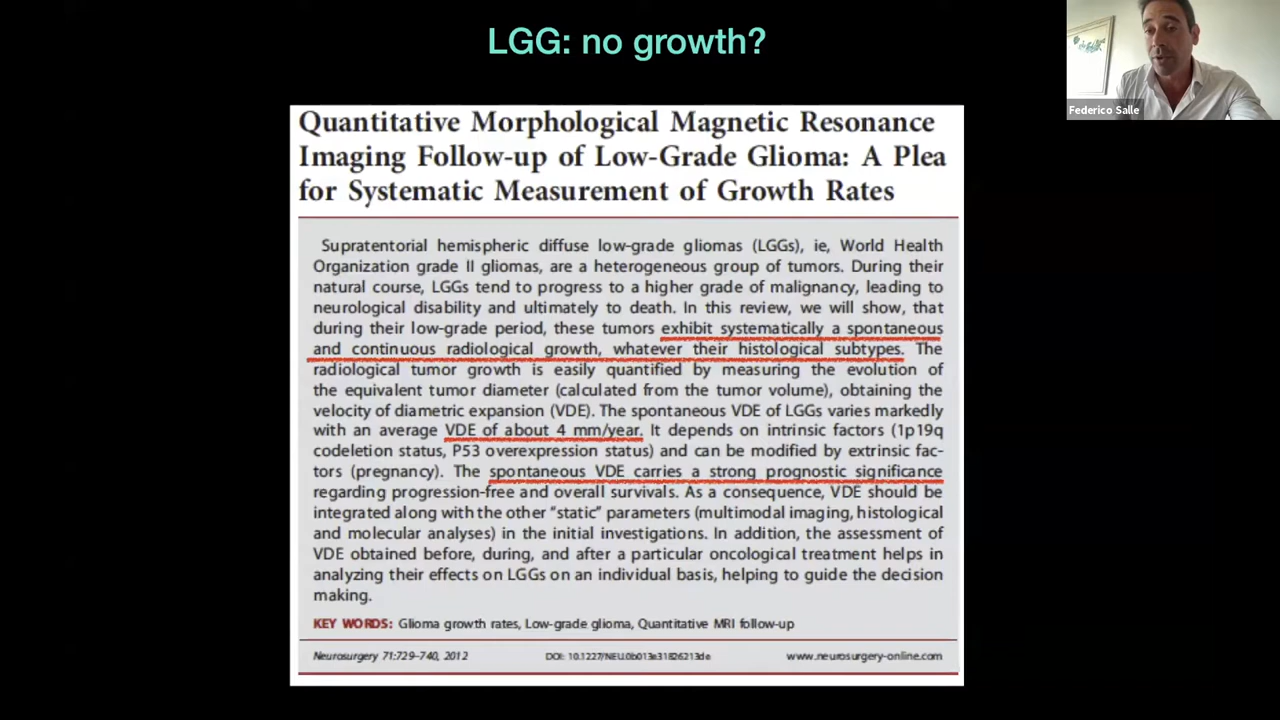 LGG: no growth?
Federico Salle
Quantitative Morphological Magnetic Resonance
Imaging Follow-up of Low-Grade Glioma: A Plea
for Systematic Measurement of Growth Rates
Supratentorial hemispheric diffuse low-grade gliomas (LGGs), ie, World Health
Organization grade II gliomas, are a heterogeneous group of tumors. During their
natural course, LGGs tend to progress to a higher grade of malignancy, leading to
neurological disability and ultimately to death. In this review, we will show, that
during their low-grade period, these tumors exhibit systematically a spontaneous
and continuous radiological growth, whatever their histological subtypes. The
radiological tumor growth is easily quantified by measuring the evolution of
the equivalent tumor diameter (calculated from the tumor volume), obtaining the
velocity of diametric expansion (VDE). The spontaneous VDE of LGGs varies markedly
with an average VDE of about 4 mm/year. It depends on intrinsic factors (1p19q
codeletion status, P53 overexpression status) and can be modified by extrinsic fac-
tors (pregnancy). The spontaneous VDE carries a strong prognostic significance
regarding progression-free and overall survivals. As a consequence, VDE should be
integrated along with the other "static" parameters (multimodal imaging, histological
and molecular analyses) in the initial investigations. In addition, the assessment of
VDE obtained before, during, and after a particular oncological treatment helps in
analyzing their effects on LGGs on an individual basis, helping to guide the decision
making.
KEY WORDS: Glioma growth rates, Low-grade glioma, Quantitative MRI follow-up
Neurosurgery 71:729–740, 2012 DOI: www.neurosurgery-online.com